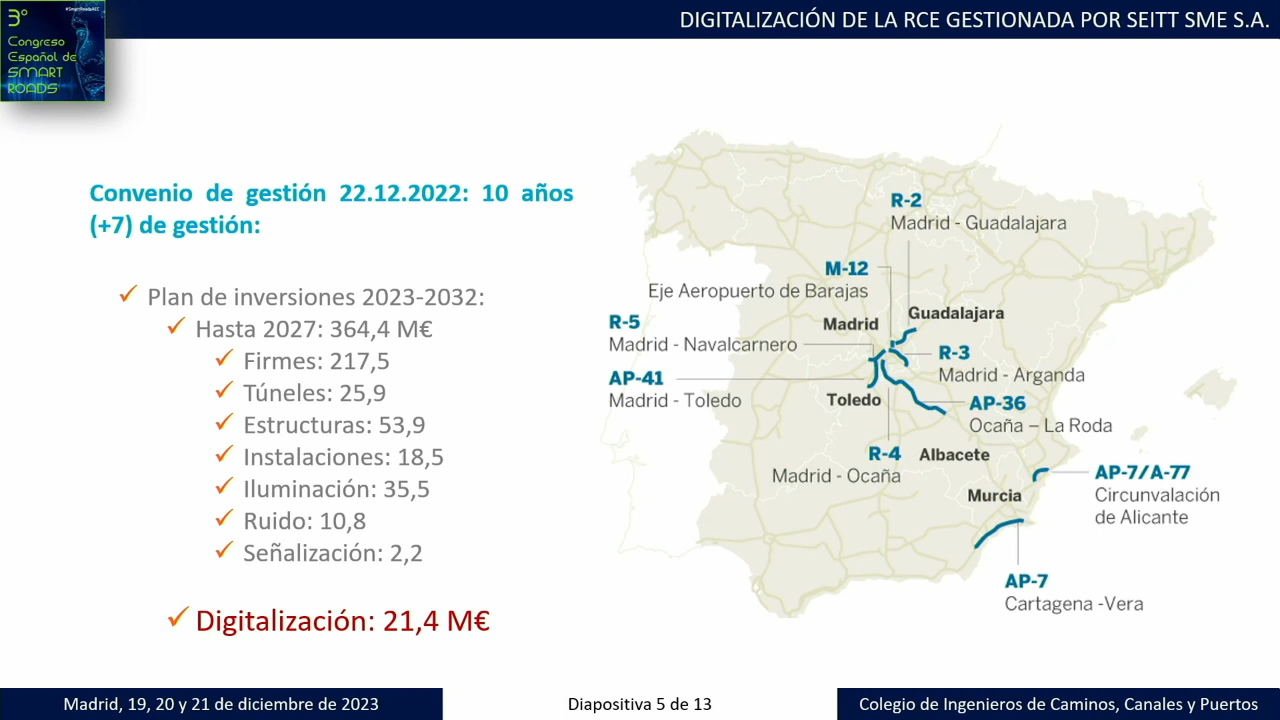 3º
#SmartRoadsAEC
Congreso
Español de
SMART
ROADS
DIGITALIZACIÓN DE LA RCE GESTIONADA POR SEITT SME S.A.
Convenio de gestión 22.12.2022: 10 años
(+7) de gestión:
Plan de inversiones 2023-2032:
Hasta 2027: 364,4 M€
Firmes: 217,5
Túneles: 25,9
Estructuras: 53,9
Instalaciones: 18,5
Iluminación: 35,5
Ruido: 10,8
Señalización: 2,2
Digitalización: 21,4 M€
R-2
Madrid - Guadalajara
M-12
Eje Aeropuerto de Barajas
Guadalajara
Madrid
R-5
Madrid - Navalcarnero
R-3
Madrid - Arganda
AP-41
Madrid - Toledo
Toledo
AP-36
Ocaña – La Roda
R-4
Madrid - Ocaña
Albacete
AP-7/A-77
Circunvalación
de Alicante
Murcia
AP-7
Cartagena -Vera
Madrid, 19, 20 y 21 de diciembre de 2023
Diapositiva 5 de 13
Colegio de Ingenieros de Caminos, Canales y Puertos